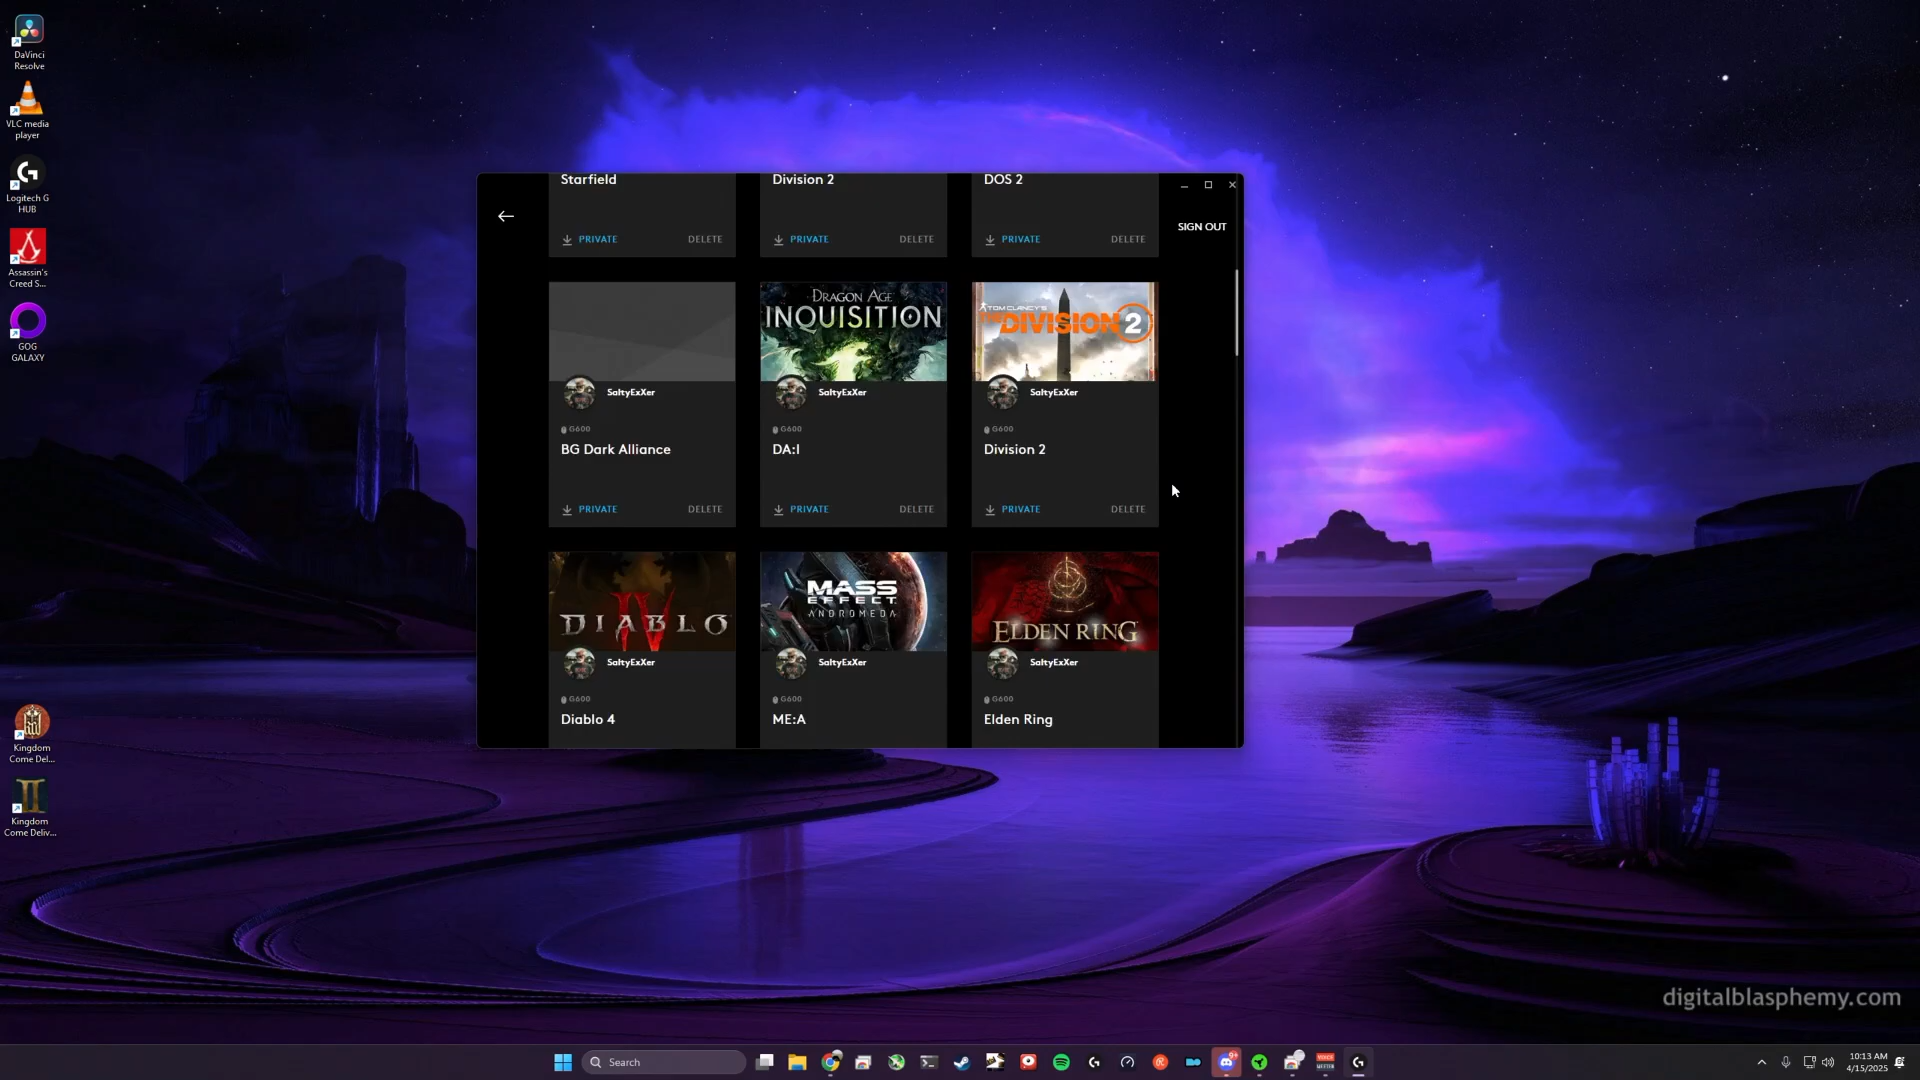 DaVinci
Resolve
VLC media
player
Logitech G
HUB
Assassin's
Creed S...
GOG
GALAXY
Kingdom
Come Del...
Kingdom
Come Deliv...
SIGN OUT
Starfield
PRIVATE
DELETE
Division 2
PRIVATE
DELETE
DOS 2
PRIVATE
DELETE
SaltyExXer
G600
BG Dark Alliance
PRIVATE
DELETE
DRAGON AGE
INQUISITION
SaltyExXer
G600
DA:I
PRIVATE
DELETE
TOM CLANCY'S
THE DIVISION 2
SaltyExXer
G600
Division 2
PRIVATE
DELETE
DIABLO
IV
SaltyExXer
G600
Diablo 4
MASS
EFFECT
ANDROMEDA
SaltyExXer
G600
ME:A
ELDEN RING
SaltyExXer
G600
Elden Ring
digitalblasphemy.com
Search
10:13 AM
4/15/2025